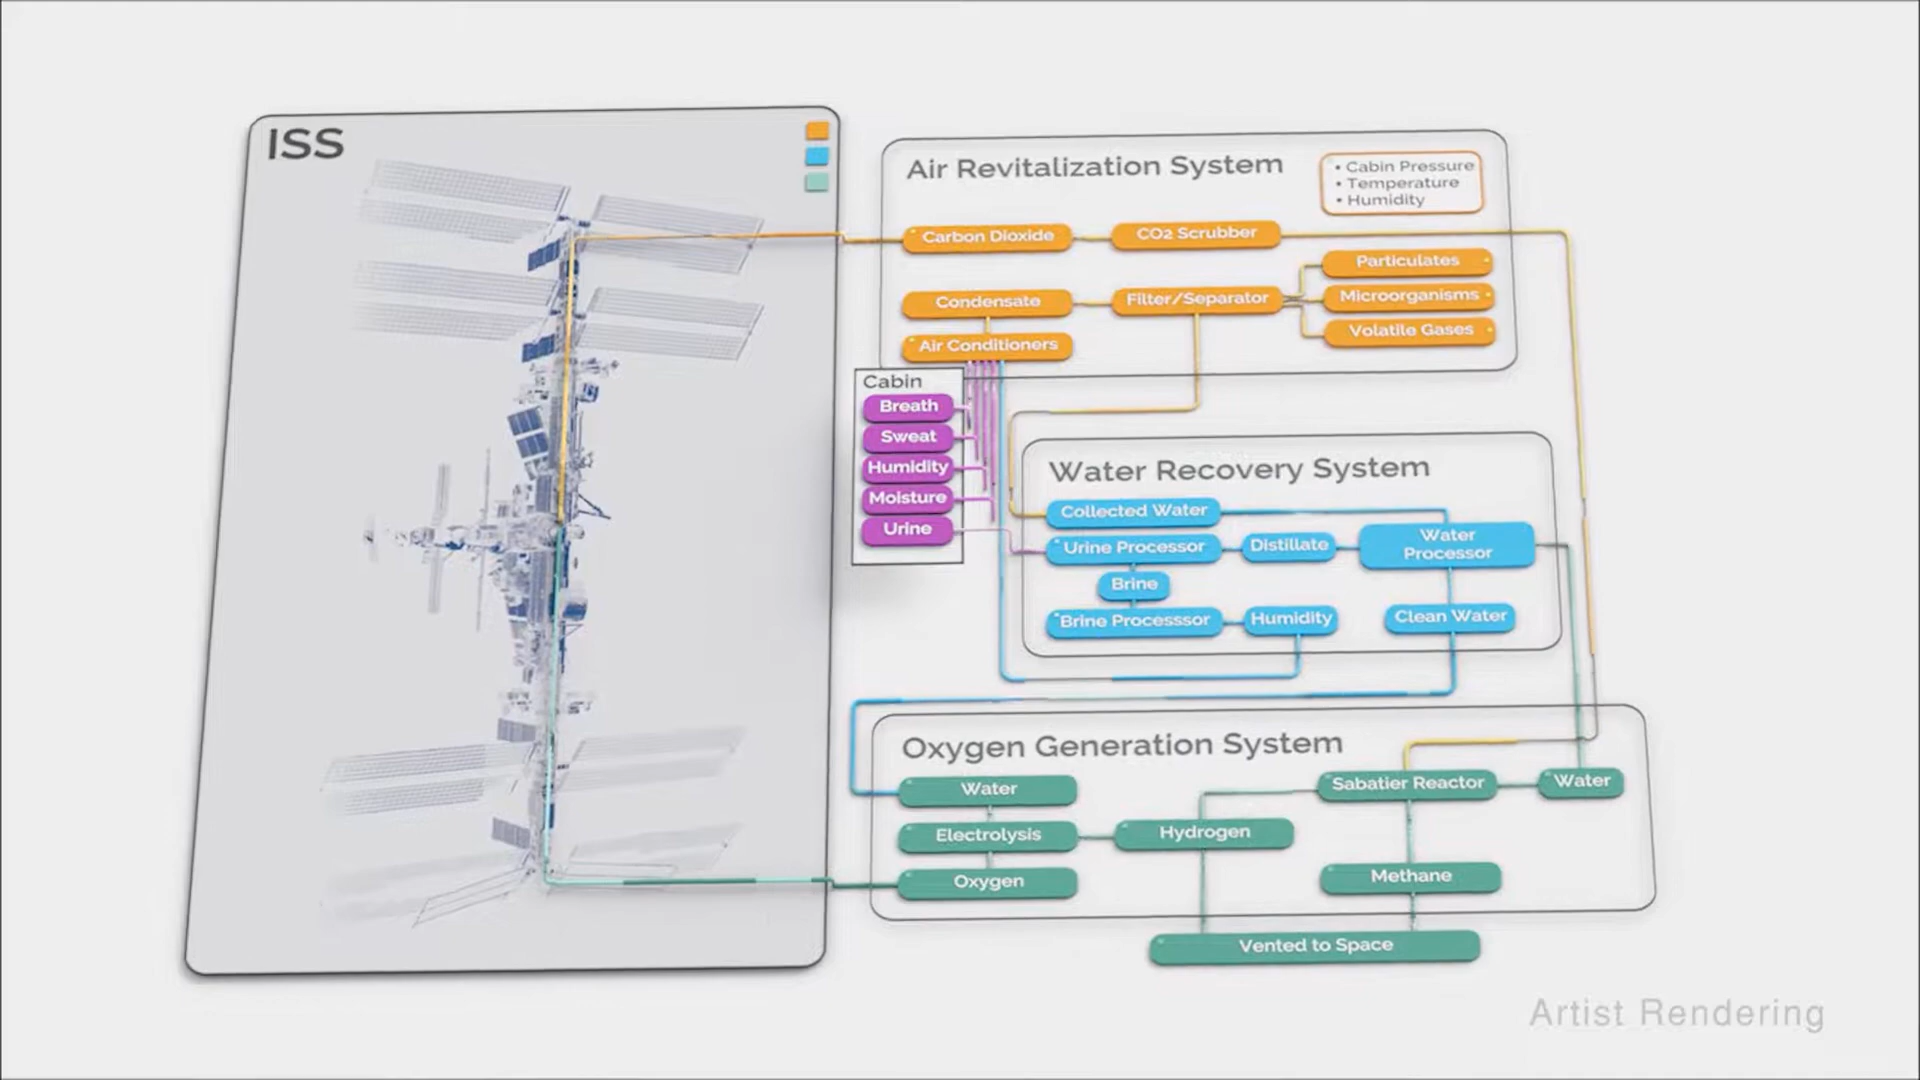 ISS
Air Revitalization System
• Cabin Pressure
• Temperature
• Humidity
Carbon Dioxide
CO2 Scrubber
Condensate
Filter/Separator
Particulates
Microorganisms
Volatile Gases
Air Conditioners
Cabin
Breath
Sweat
Humidity
Moisture
Urine
Water Recovery System
Collected Water
Urine Processor
Distillate
Water
Processor
Brine
Brine Processsor
Humidity
Clean Water
Oxygen Generation System
Water
Electrolysis
Oxygen
Hydrogen
Sabatier Reactor
Water
Methane
Vented to Space
Artist Rendering